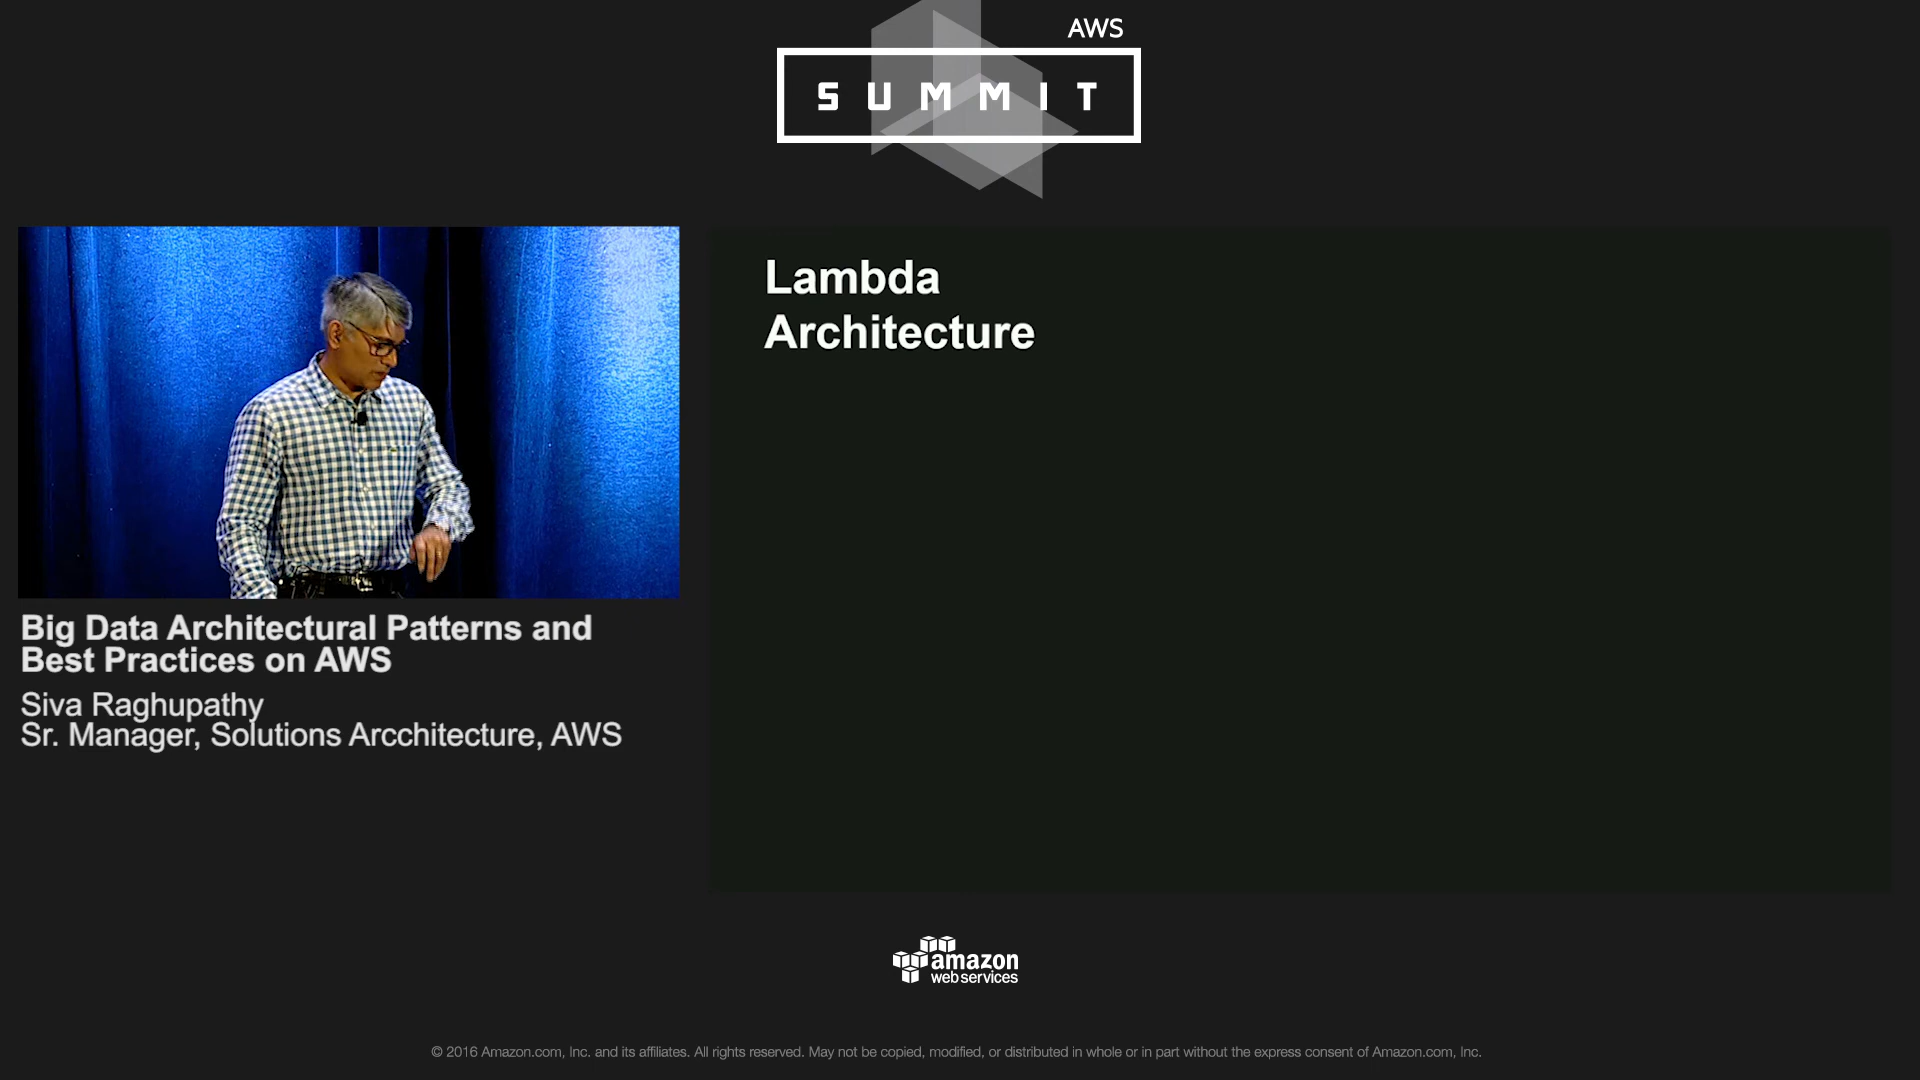 AWS
SUMMIT
Lambda
Architecture
Big Data Architectural Patterns and
Best Practices on AWS
Siva Raghupathy
Sr. Manager, Solutions Arcchitecture, AWS
amazon
web services
© 2016 Amazon.com, Inc. and its affiliates. All rights reserved. May not be copied, modified, or distributed in whole or in part without the express consent of Amazon.com, Inc.